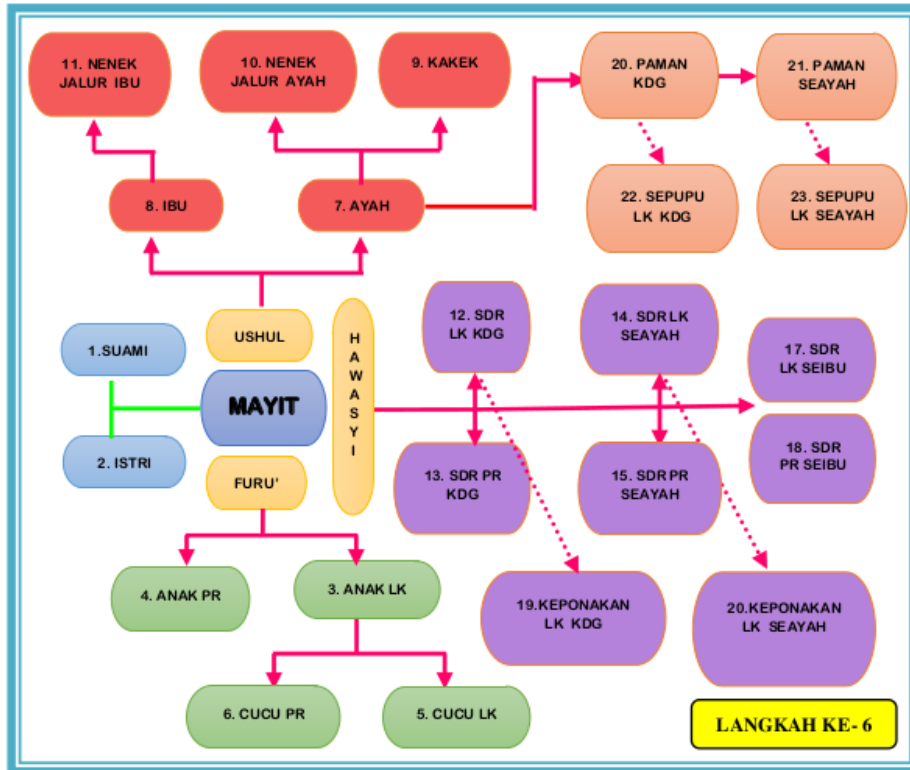 11. NENEK
JALUR IBU
10. NENEK
JALUR AYAH
9. KAKEK
20. PAMAN
KDG
21. PAMAN
SEAYAH
8. IBU
7. AYAH
22. SEPUPU
LK KDG
23. SEPUPU
LK SEAYAH
1.SUAMI
USHUL
HAWASYI
12. SDR
LK KDG
14. SDR LK
SEAYAH
17. SDR
LK SEIBU
MAYIT
2. ISTRI
FURU'
13. SDR PR
KDG
15. SDR PR
SEAYAH
18. SDR
PR SEIBU
4. ANAK PR
3. ANAK LK
19.KEPONAKAN
LK KDG
20.KEPONAKAN
LK SEAYAH
6. CUCU PR
5. CUCU LK
LANGKAH KE- 6